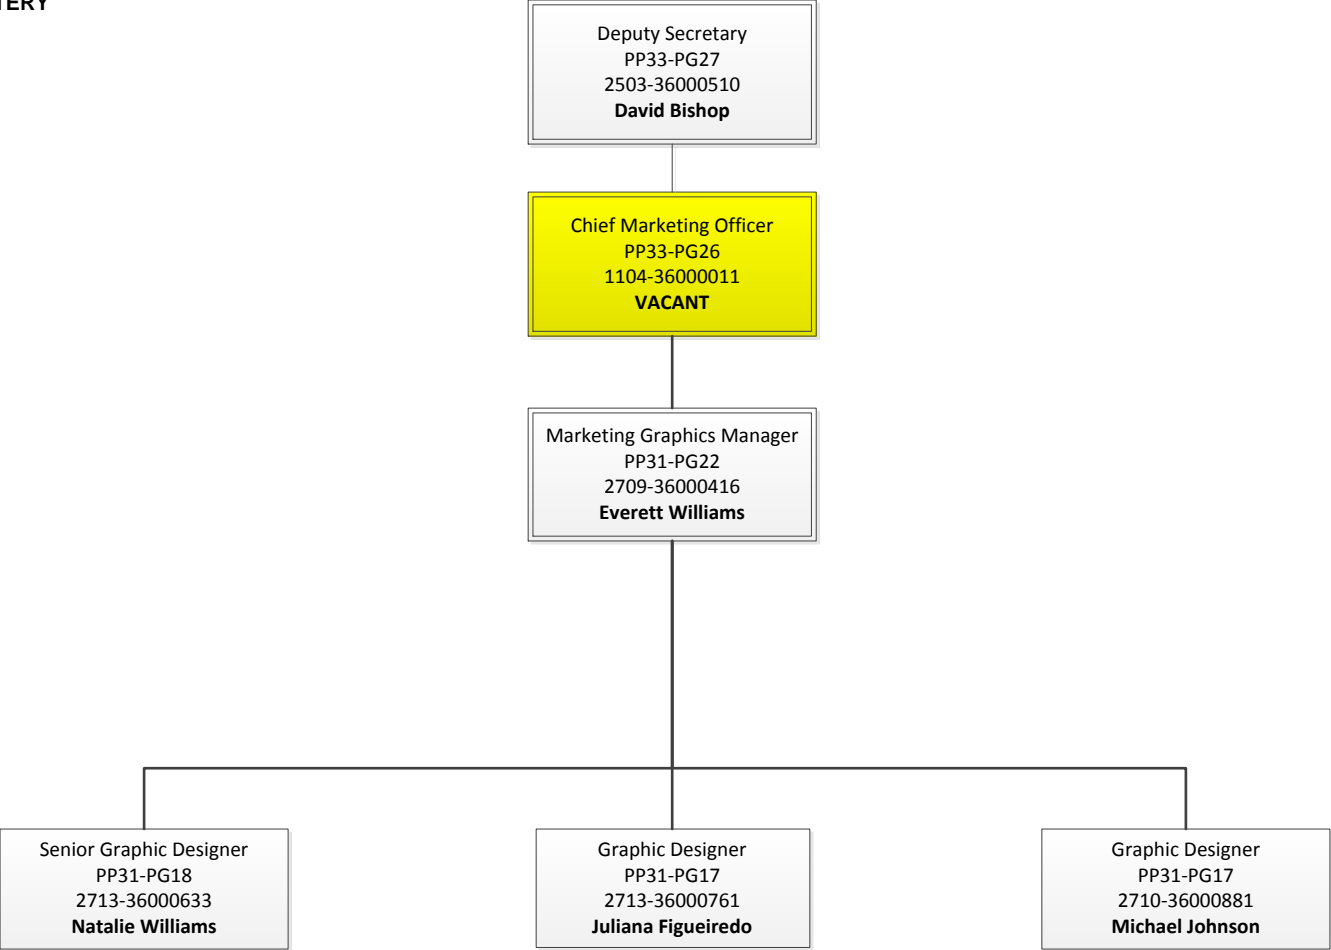 Deputy Secretary
PP33-PG27
2503-36000510
David Bishop
Chief Marketing Officer
PP33-PG26
1104-36000011
VACANT
Marketing Graphics Manager
PP31-PG22
2709-36000416
Everett Williams
Senior Graphic Designer
PP31-PG18
2713-36000633
Natalie Williams
Graphic Designer
PP31-PG17
2713-36000761
Juliana Figueiredo
Graphic Designer
PP31-PG17
2710-36000881
Michael Johnson